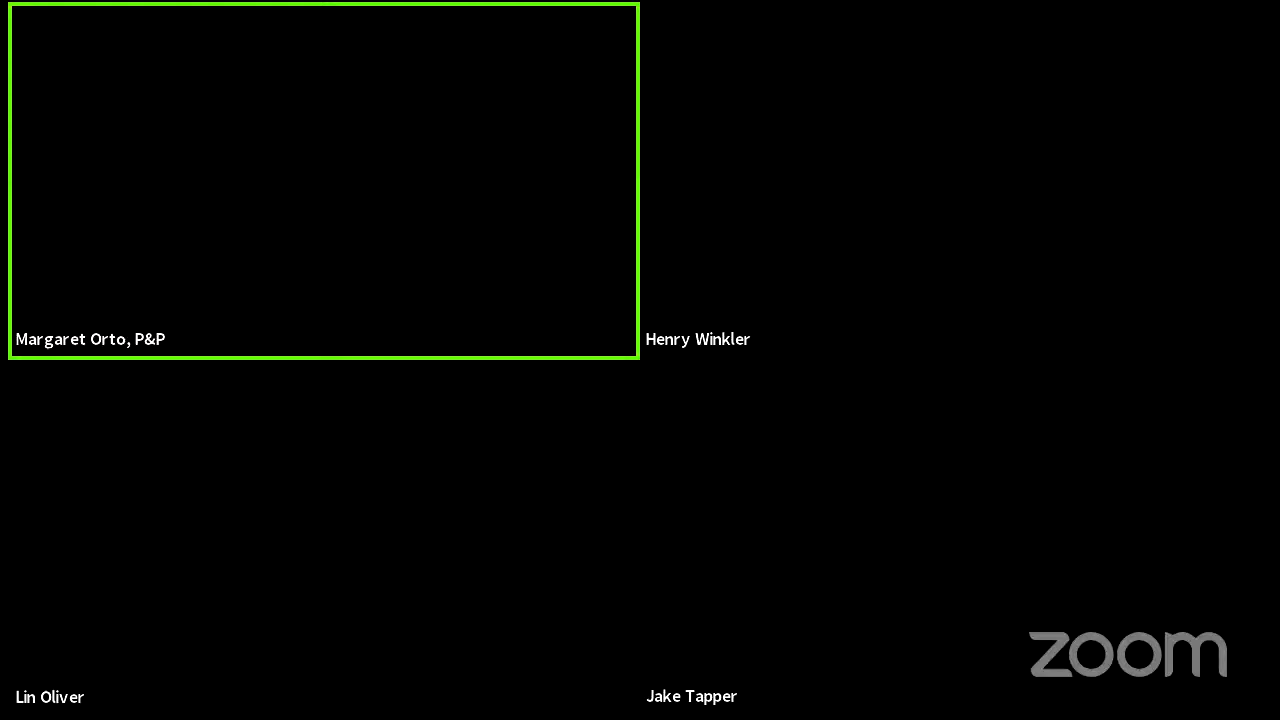 Margaret Orto, P&P
Henry Winkler
Lin Oliver
Jake Tapper
zoom